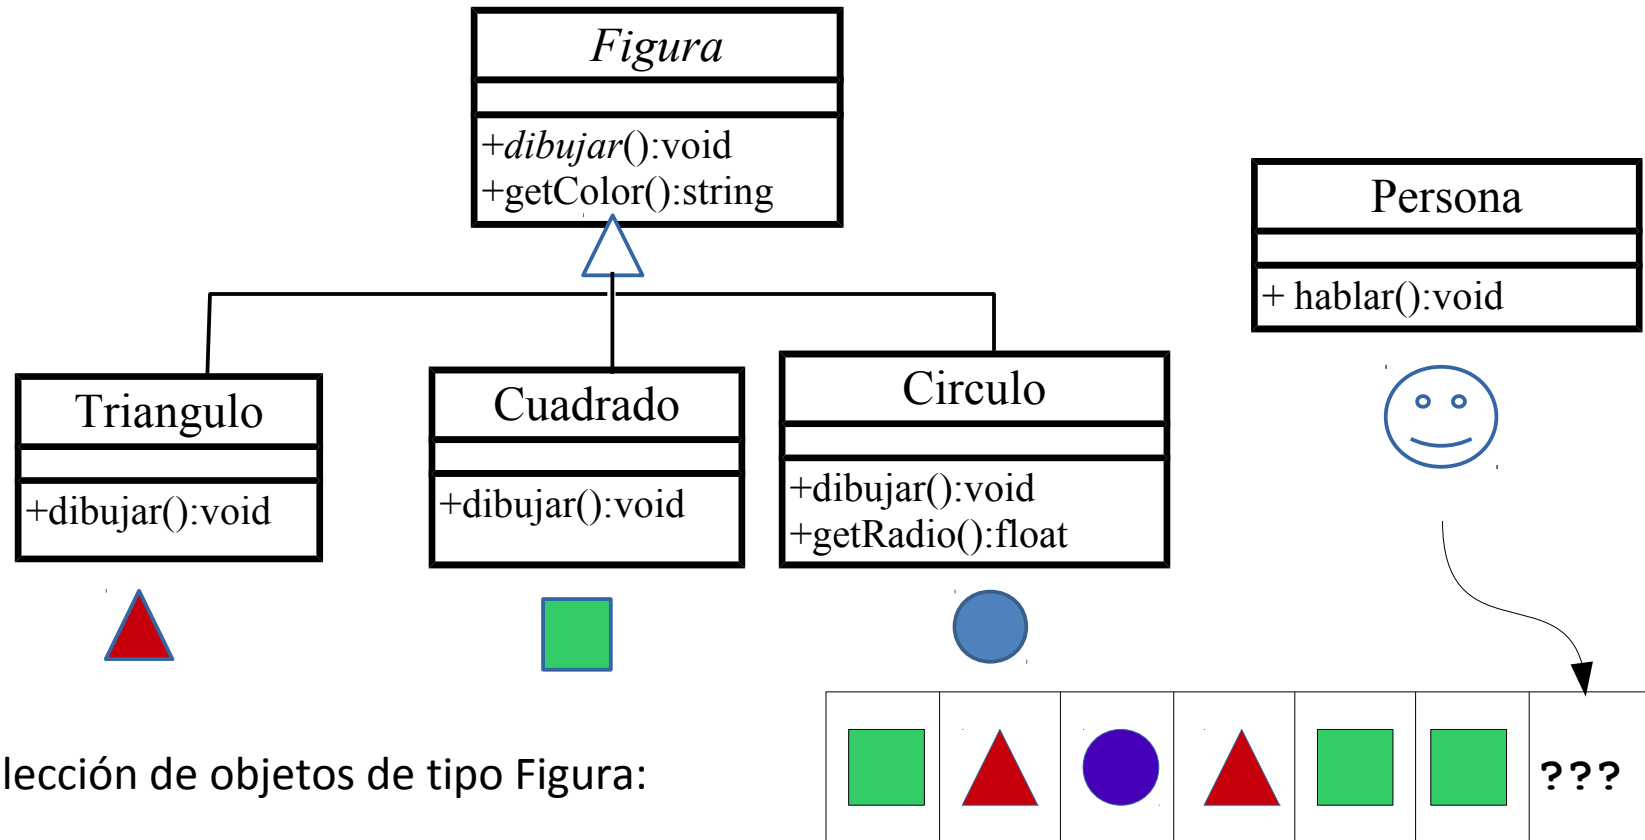 Figura
+dibujar():void
+getColor():string
Persona
+ hablar():void
Triangulo
+dibujar():void
Cuadrado
+dibujar():void
Circulo
+dibujar():void
+getRadio():float
lección de objetos de tipo Figura:
???